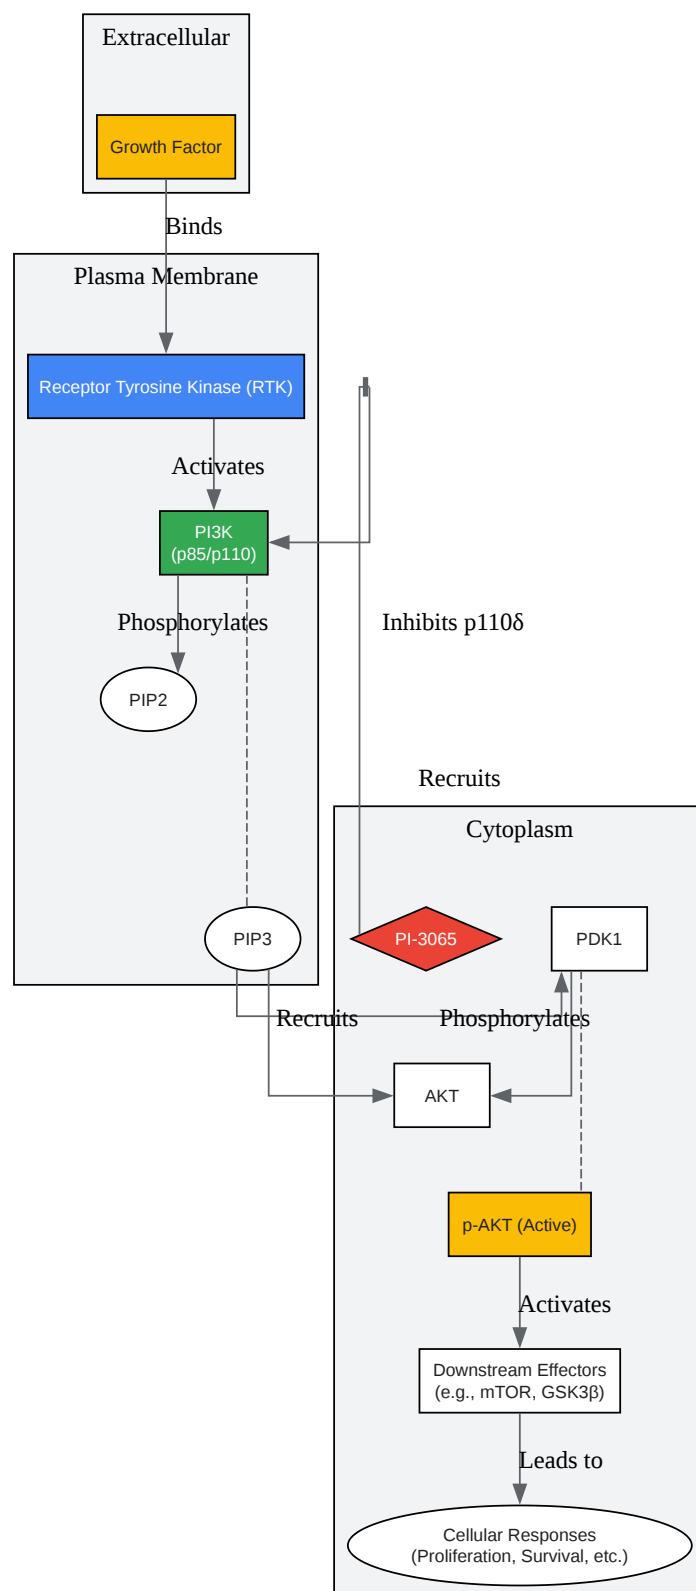 Extracellular
Growth Factor
Binds
Plasma Membrane
Receptor Tyrosine Kinase (RTK)
Activates
PI3K
(p85/p110)
Phosphorylates
Inhibits p110δ
PIP2
Recruits
Cytoplasm
PIP3
PI-3065
PDK1
Recruits
Phosphorylates
AKT
p-AKT (Active)
Activates
Downstream Effectors
(e.g., mTOR, GSK3β)
Leads to
Cellular Responses
(Proliferation, Survival, etc.)